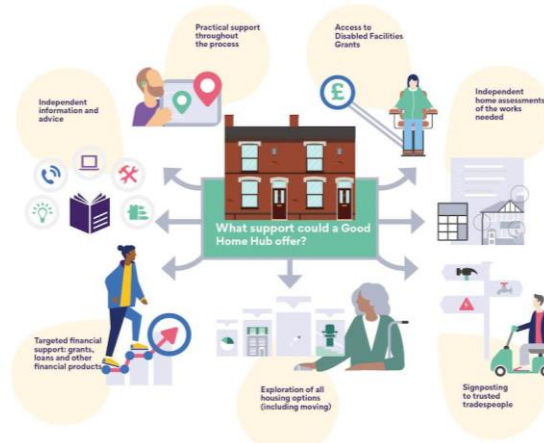 Practical support
throughout
the process
Access to
Disabled Facilities
Grants
Independent
information and
advice
£
Independent
home assessments
of the works
needed
What support could a Good
Home Hub offer?
Targeted financial
support: grants,
loans and other
financial products
Exploration of all
housing options
(including moving)
Signposting
to trusted
tradespeople